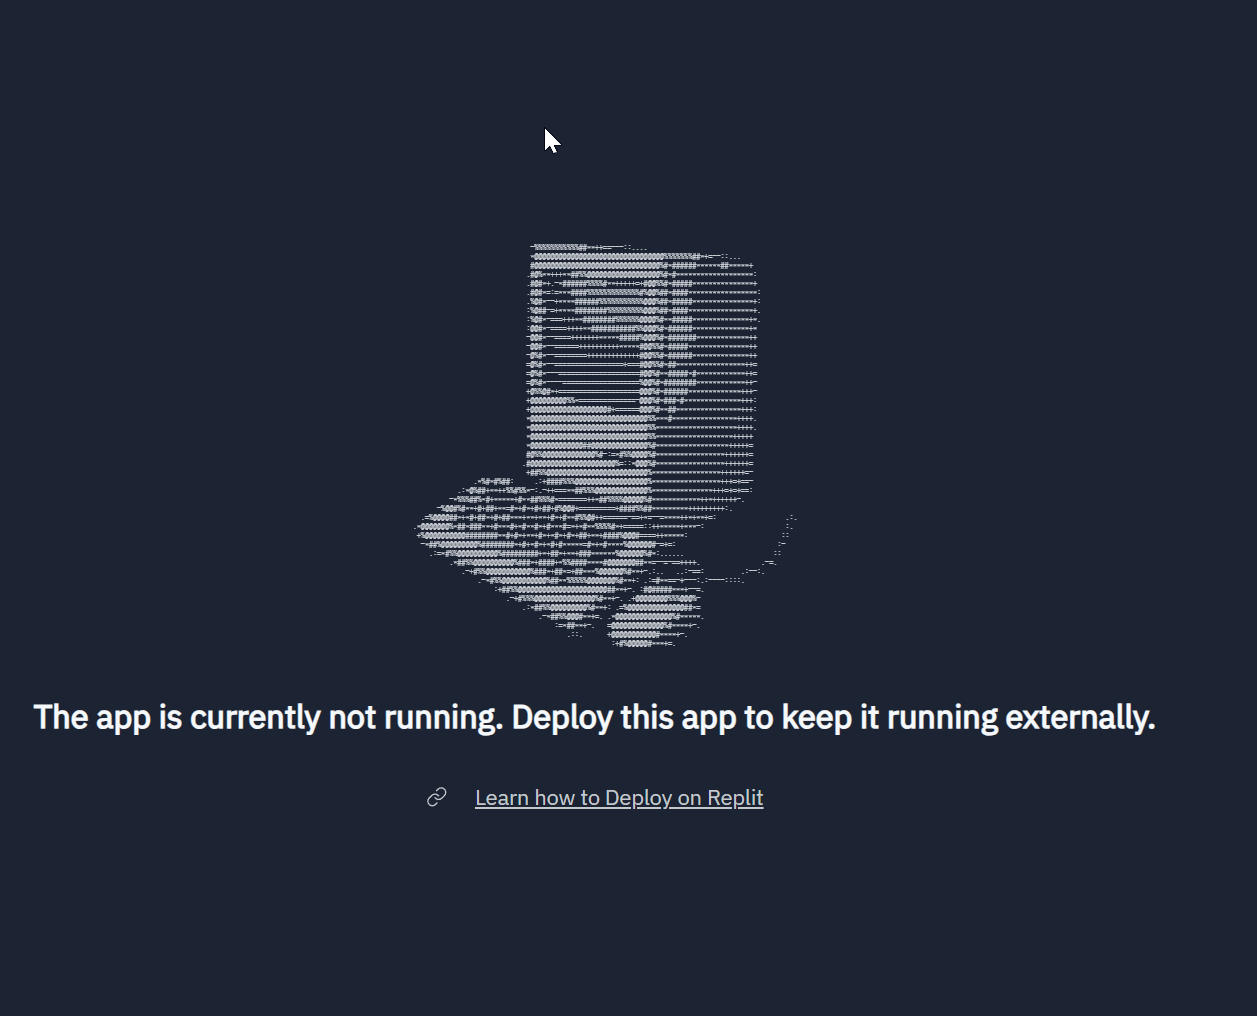 The app is currently not running. Deploy this app to keep it running externally.
Learn how to Deploy on Replit